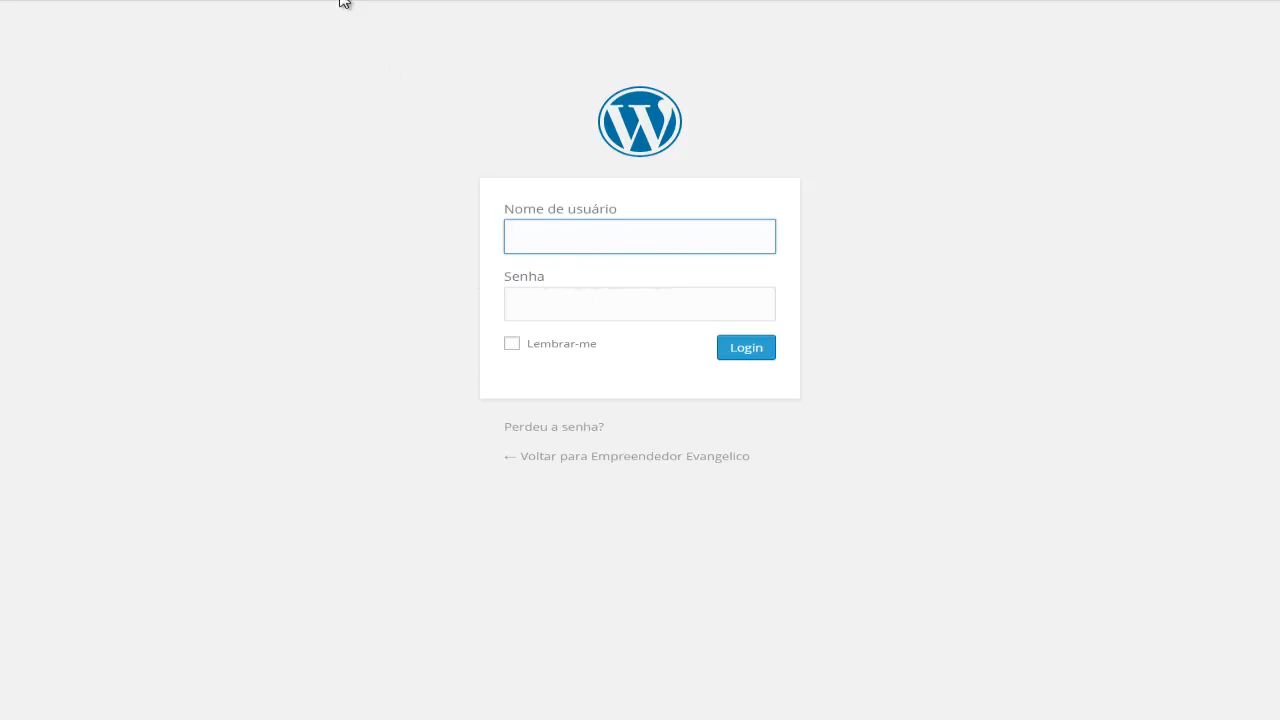 Nome de usuário
Senha
Lembrar-me
Login
Perdeu a senha?
← Voltar para Empreendedor Evangelico